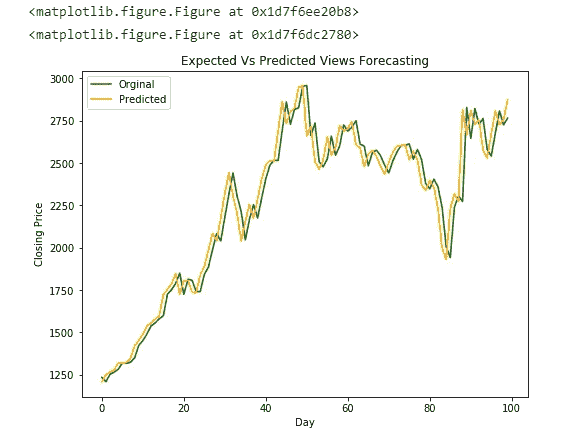 <matplotlib.figure.Figure at 0x1d7f6ee20b8>
<matplotlib.figure.Figure at 0x1d7f6dc2780>
Expected Vs Predicted Views Forecasting
Orginal
Predicted
3000
2750
2500
2250
2000
1750
1500
1250
Closing Price
0 20 40 60 80 100
Day